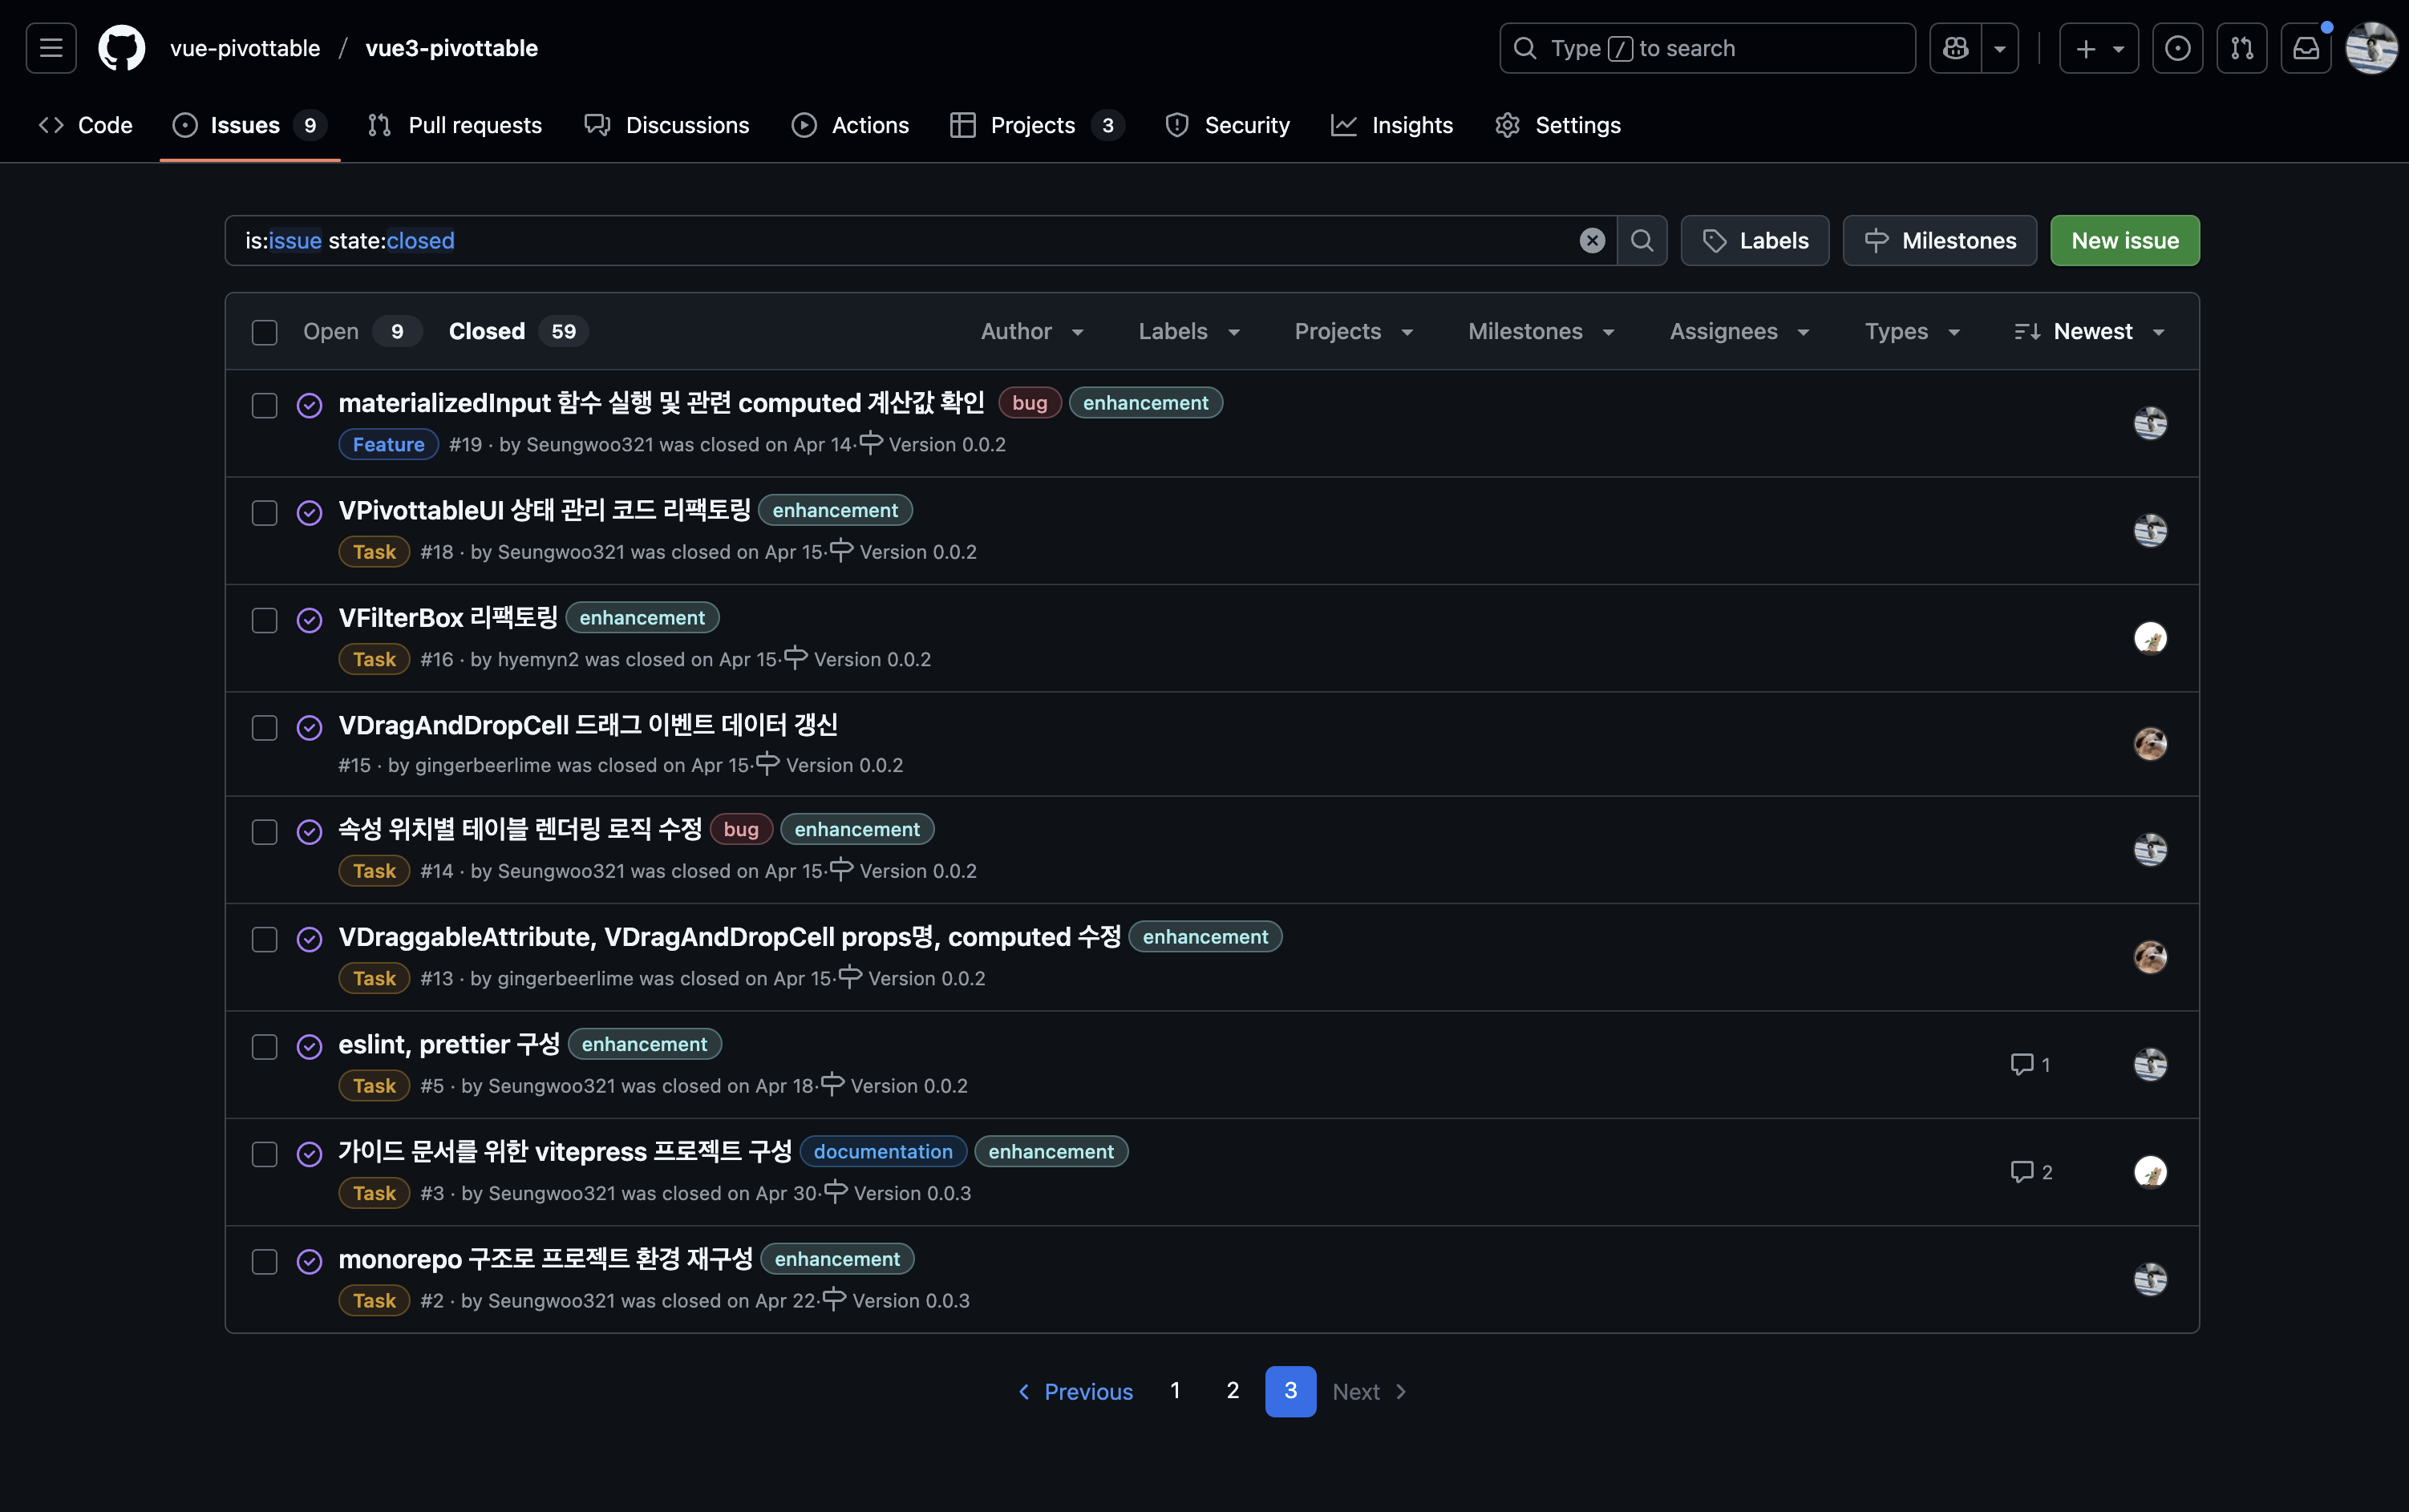 vue-pivottable / vue3-pivottable
Type / to search
Code
Issues 9
Pull requests
Discussions
Actions
Projects 3
Security
Insights
Settings
is:issue state:closed
Labels
Milestones
New issue
Open 9
Closed 59
Author
Labels
Projects
Milestones
Assignees
Types
Newest
materializedInput 함수 실행 및 관련 computed 계산값 확인 bug enhancement
Feature #19 · by Seungwoo321 was closed on Apr 14· Version 0.0.2
VPivottableUI 상태 관리 코드 리팩토링 enhancement
Task #18 · by Seungwoo321 was closed on Apr 15· Version 0.0.2
VFilterBox 리팩토링 enhancement
Task #16 · by hyemyn2 was closed on Apr 15· Version 0.0.2
VDragAndDropCell 드래그 이벤트 데이터 갱신
#15 · by gingerbeerlime was closed on Apr 15· Version 0.0.2
속성 위치별 테이블 렌더링 로직 수정 bug enhancement
Task #14 · by Seungwoo321 was closed on Apr 15· Version 0.0.2
VDraggableAttribute, VDragAndDropCell props명, computed 수정 enhancement
Task #13 · by gingerbeerlime was closed on Apr 15· Version 0.0.2
eslint, prettier 구성 enhancement
Task #5 · by Seungwoo321 was closed on Apr 18· Version 0.0.2
1
가이드 문서를 위한 vitepress 프로젝트 구성 documentation enhancement
Task #3 · by Seungwoo321 was closed on Apr 30· Version 0.0.3
2
monorepo 구조로 프로젝트 환경 재구성 enhancement
Task #2 · by Seungwoo321 was closed on Apr 22· Version 0.0.3
Previous 1 2 3 Next